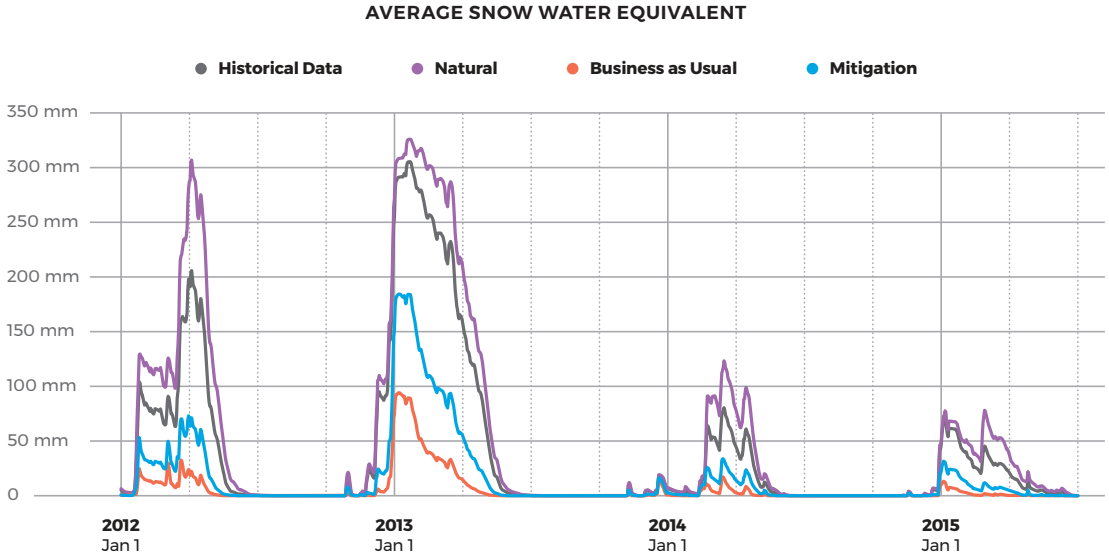 AVERAGE SNOW WATER EQUIVALENT
Historical Data Natural Business as Usual Mitigation
350 mm
300 mm
250 mm
200 mm
150 mm
100 mm
50 mm
0
2012 2013 2014 2015
Jan 1 Jan 1 Jan 1 Jan 1